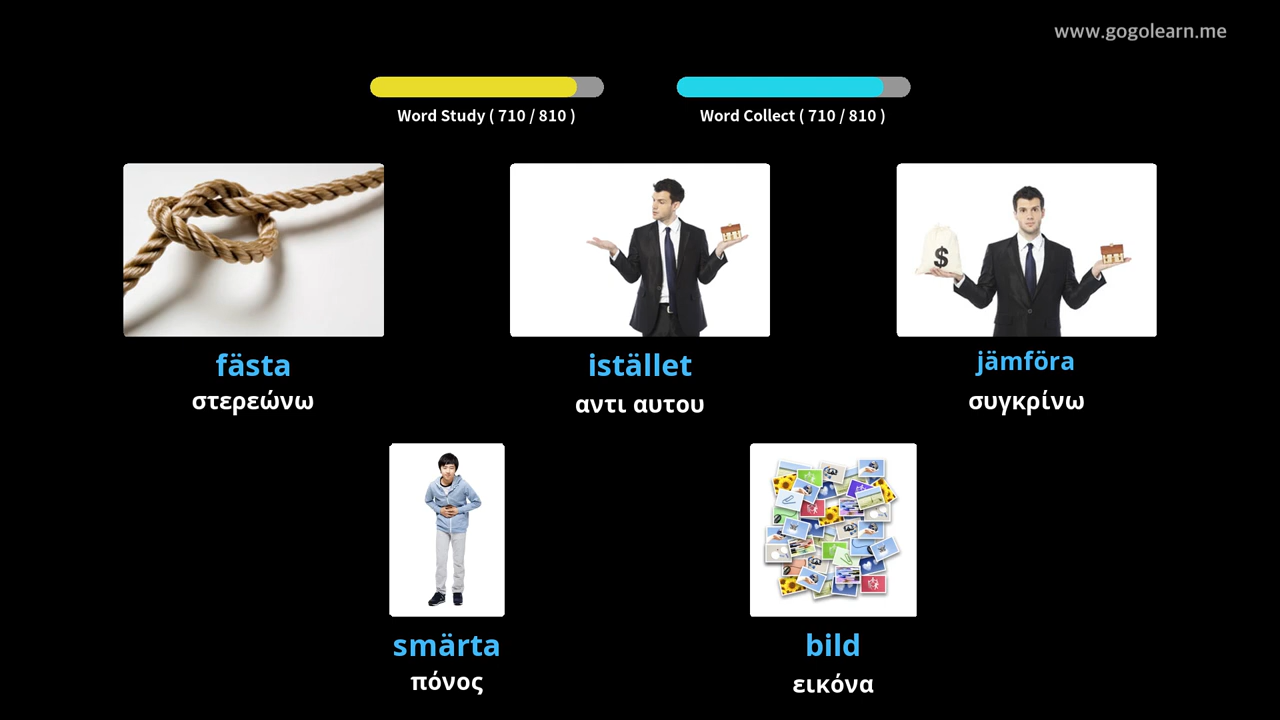 www.gogolearn.me
Word Study ( 710 / 810 )
Word Collect ( 710 / 810 )
$
fästa
istället
jämföra
στερεώνω
αντι αυτου
συγκρίνω
smärta
bild
πόνος
εικόνα